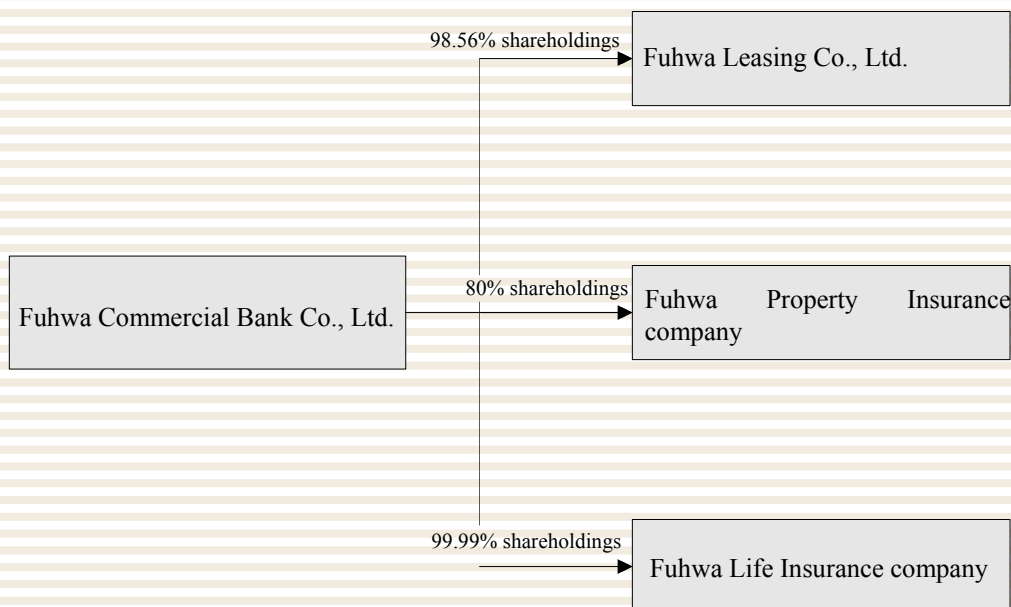 98.56% shareholdings
Fuhwa Leasing Co., Ltd.
Fuhwa Commercial Bank Co., Ltd.
80% shareholdings
Fuhwa Property Insurance
company
99.99% shareholdings
Fuhwa Life Insurance company